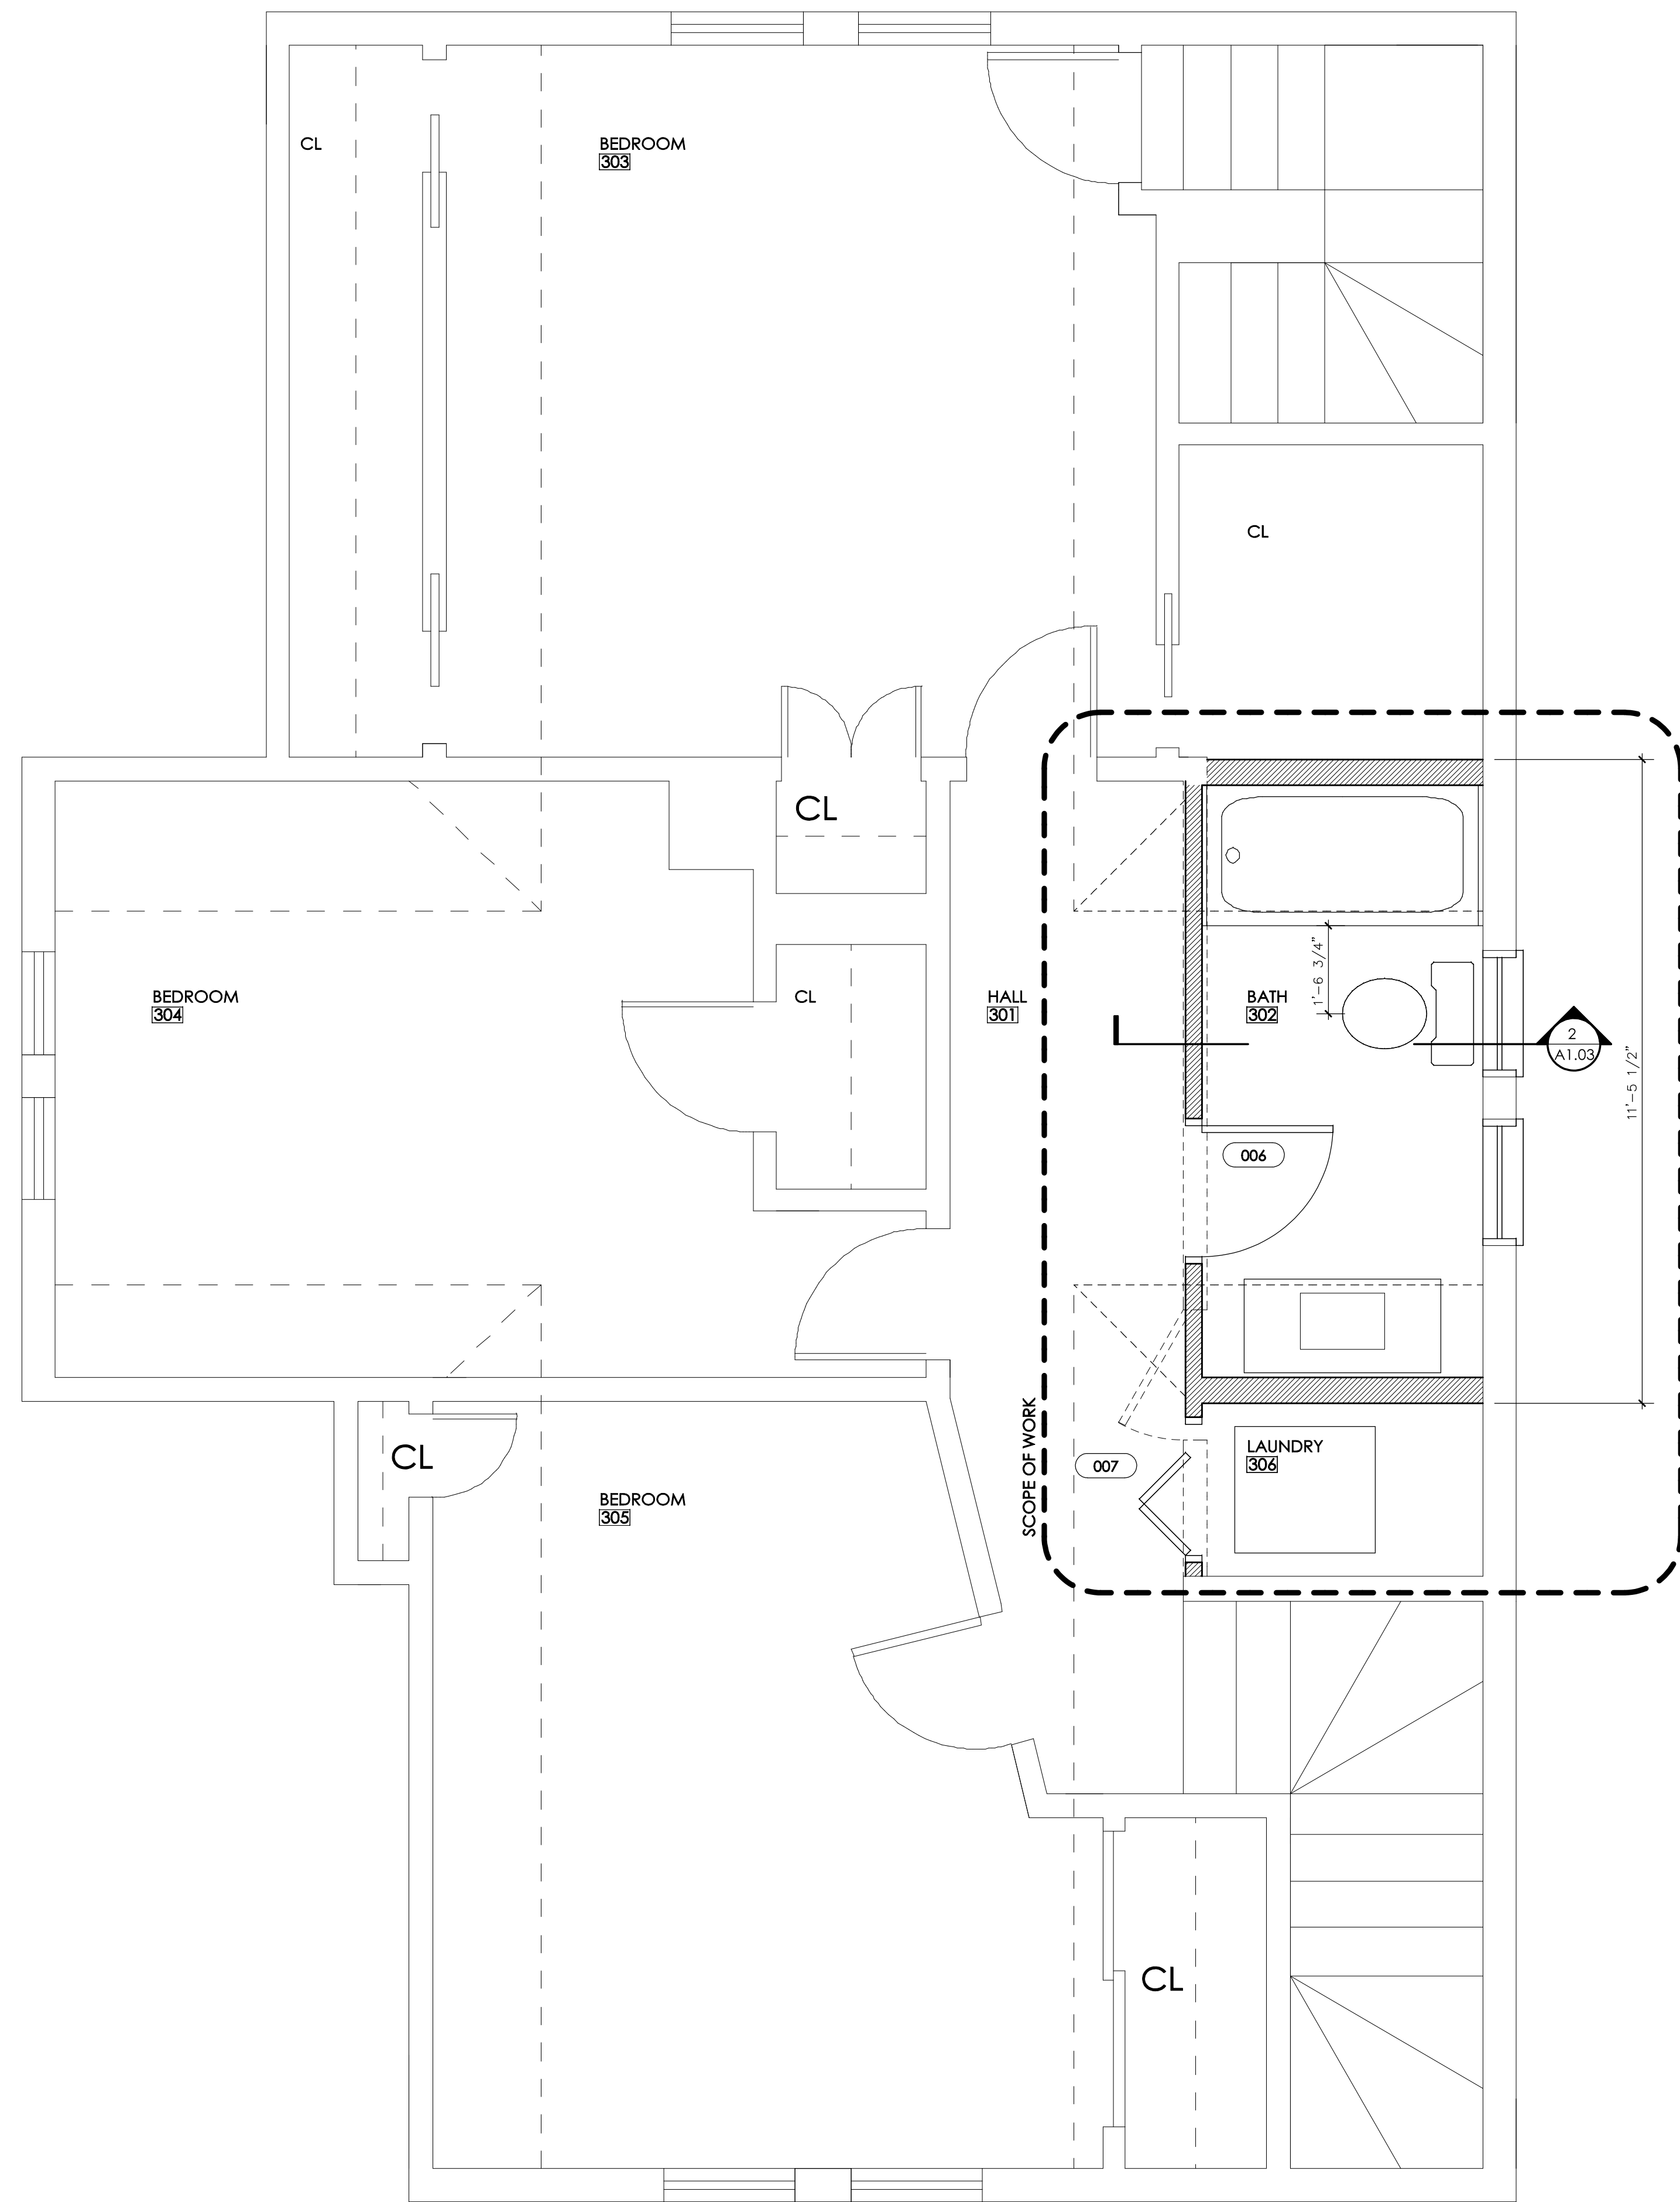 CL
BEDROOM
303
CL
CL
BEDROOM
304
CL
HALL
301
BATH
302
1'-6 3/4"
2
A1.03
11'-5 1/2"
006
SCOPE OF WORK
007
LAUNDRY
306
CL
BEDROOM
305
CL